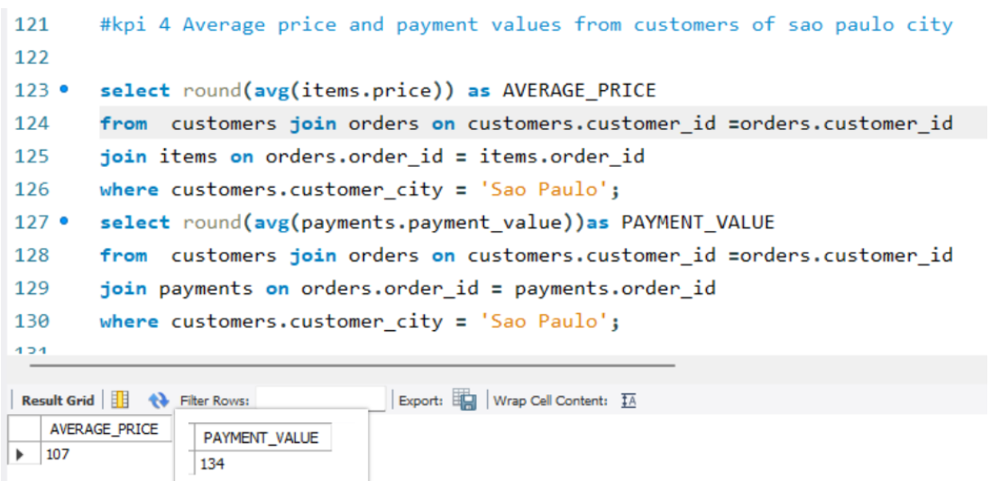 121 #kpi 4 Average price and payment values from customers of sao paulo city
122
123 select round(avg(items.price)) as AVERAGE_PRICE
124 from  customers join orders on customers.customer_id =orders.customer_id
125 join items on orders.order_id = items.order_id
126 where customers.customer_city = 'Sao Paulo';
127 select round(avg(payments.payment_value))as PAYMENT_VALUE
128 from  customers join orders on customers.customer_id =orders.customer_id
129 join payments on orders.order_id = payments.order_id
130 where customers.customer_city = 'Sao Paulo';
131
Result Grid Filter Rows: Export: Wrap Cell Content: IA
AVERAGE_PRICE
107
PAYMENT_VALUE
134